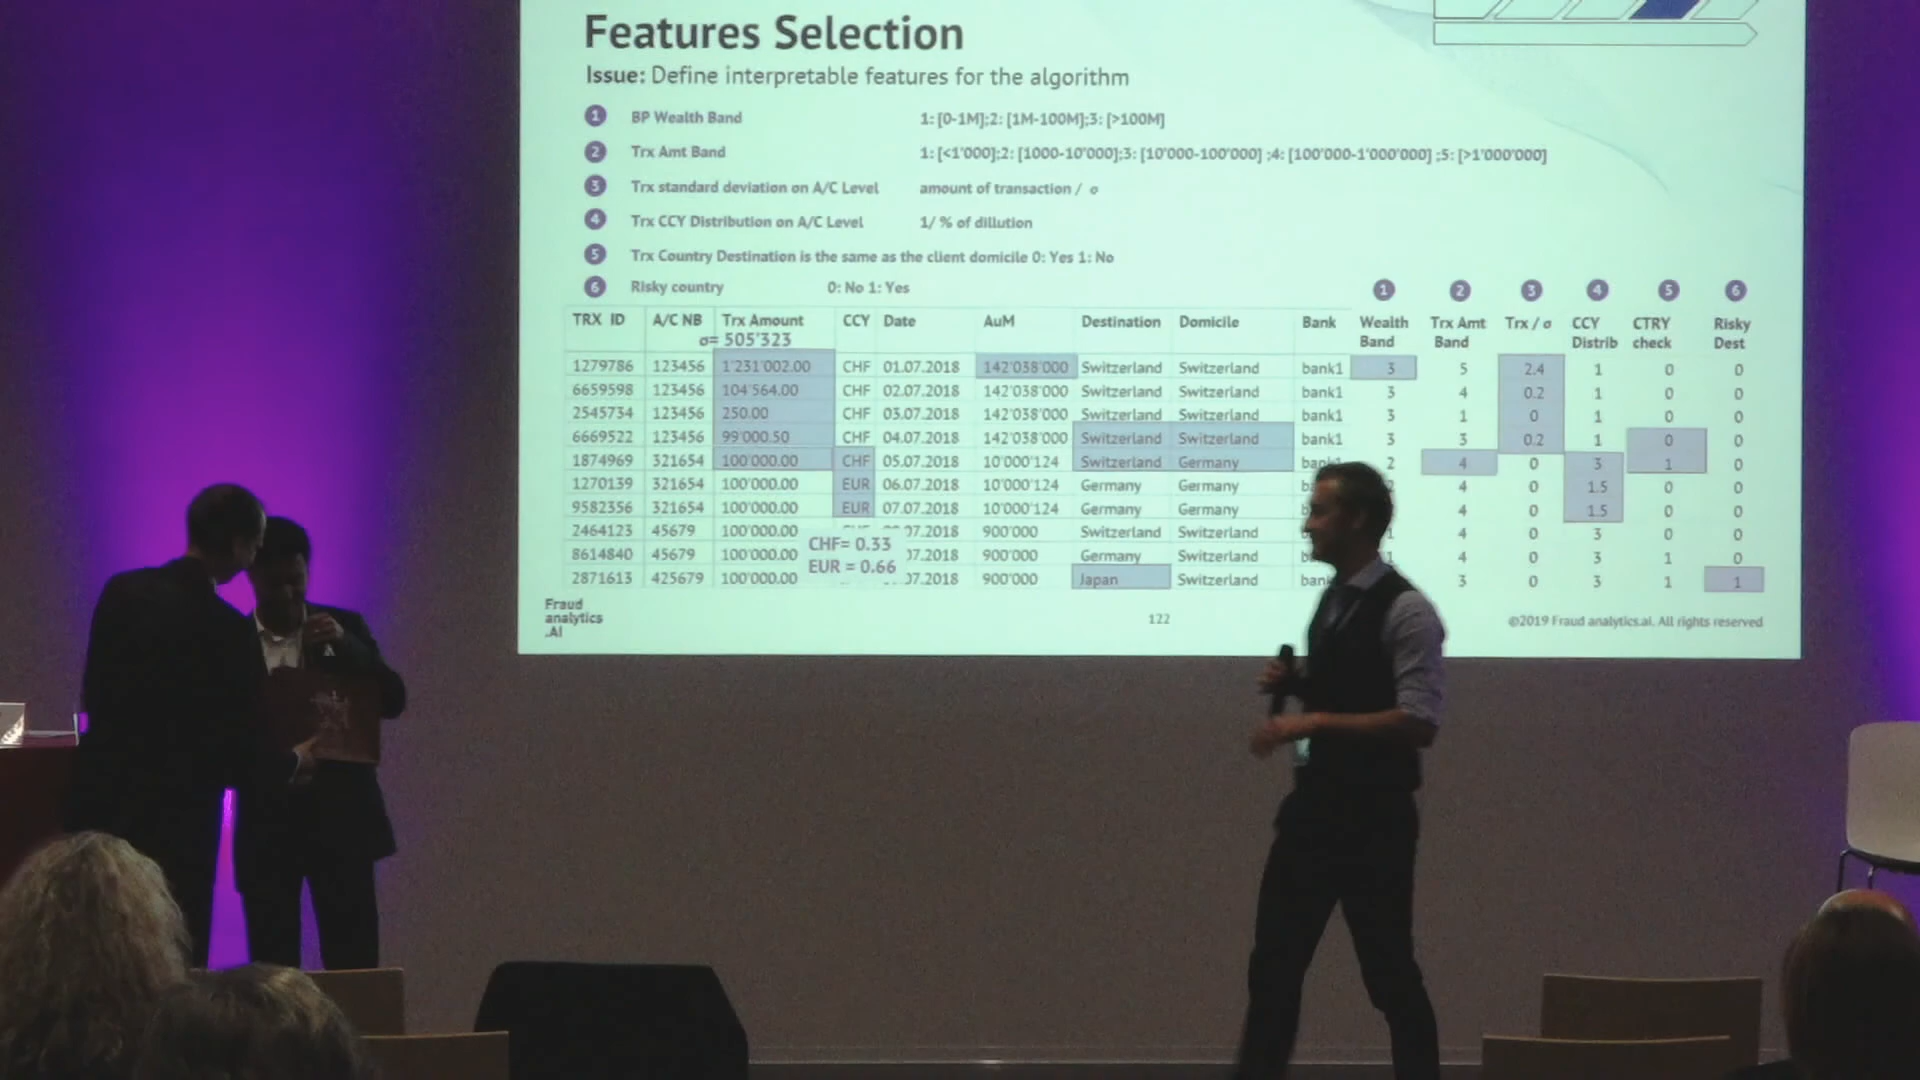 Features Selection
Issue: Define interpretable features for the algorithm
1 BP Wealth Band 1: [0-1M];2: [1M-100M];3: [>100M]
2 Trx Amt Band 1: [<1'000];2: [1000-10'000];3: [10'000-100'000] ;4: [100'000-1'000'000] ;5: [>1'000'000]
3 Trx standard deviation on A/C Level amount of transaction / σ
4 Trx CCY Distribution on A/C Level 1/ % of dillution
5 Trx Country Destination is the same as the client domicile 0: Yes 1: No
6 Risky country 0: No 1: Yes
1 2 3 4 5 6
TRX ID A/C NB Trx Amount CCY Date AuM Destination Domicile Bank Wealth Band Trx Amt Band Trx / σ CCY Distrib CTRY check Risky Dest
σ= 505'323
1279786 123456 1'231'002.00 CHF 01.07.2018 142'038'000 Switzerland Switzerland bank1 3 5 2.4 1 0 0
6659598 123456 104'564.00 CHF 02.07.2018 142'038'000 Switzerland Switzerland bank1 3 4 0.2 1 0 0
2545734 123456 250.00 CHF 03.07.2018 142'038'000 Switzerland Switzerland bank1 3 1 0 1 0 0
6669522 123456 99'000.50 CHF 04.07.2018 142'038'000 Switzerland Switzerland bank1 3 3 0.2 1 0 0
1874969 321654 100'000.00 CHF 05.07.2018 10'000'124 Switzerland Germany 2 4 0 3 1 0
1270139 321654 100'000.00 EUR 06.07.2018 10'000'124 Germany Germany 4 0 1.5 0 0
9582356 321654 100'000.00 EUR 07.07.2018 10'000'124 Germany Germany 4 0 1.5 0 0
2464123 45679 100'000.00 07.2018 900'000 Switzerland Switzerland 4 0 3 0 0
8614840 45679 100'000.00 07.2018 900'000 Germany Switzerland 4 0 3 1 0
2871613 425679 100'000.00 07.2018 900'000 Japan Switzerland 3 0 3 1 1
CHF= 0.33
EUR = 0.66
Fraud
analytics
.AI
122
©2019 Fraud analytics.ai. All rights reserved